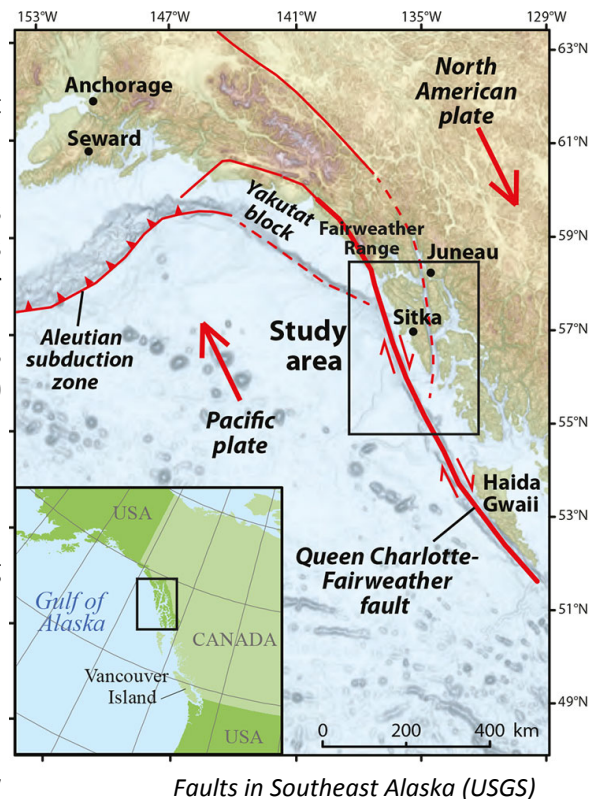 153°W 147°W 141°W 135°W 129°W
63°N
North
American
plate
Anchorage
Seward
61°N
Yakutat
block
59°N
Fairweather
Range
Juneau
Sitka
57°N
Study
area
Aleutian
subduction
zone
Pacific
plate
55°N
Haida
Gwaii
53°N
Queen Charlotte-
Fairweather
fault
51°N
49°N
USA
Gulf of
Alaska
CANADA
Vancouver
Island
USA
0 200 400 km
Faults in Southeast Alaska (USGS)